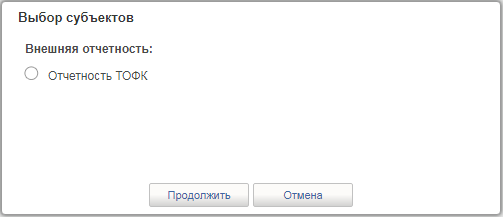 Выбор субъектов
Внешняя отчетность:
Отчетность ТОФК
Продолжить
Отмена